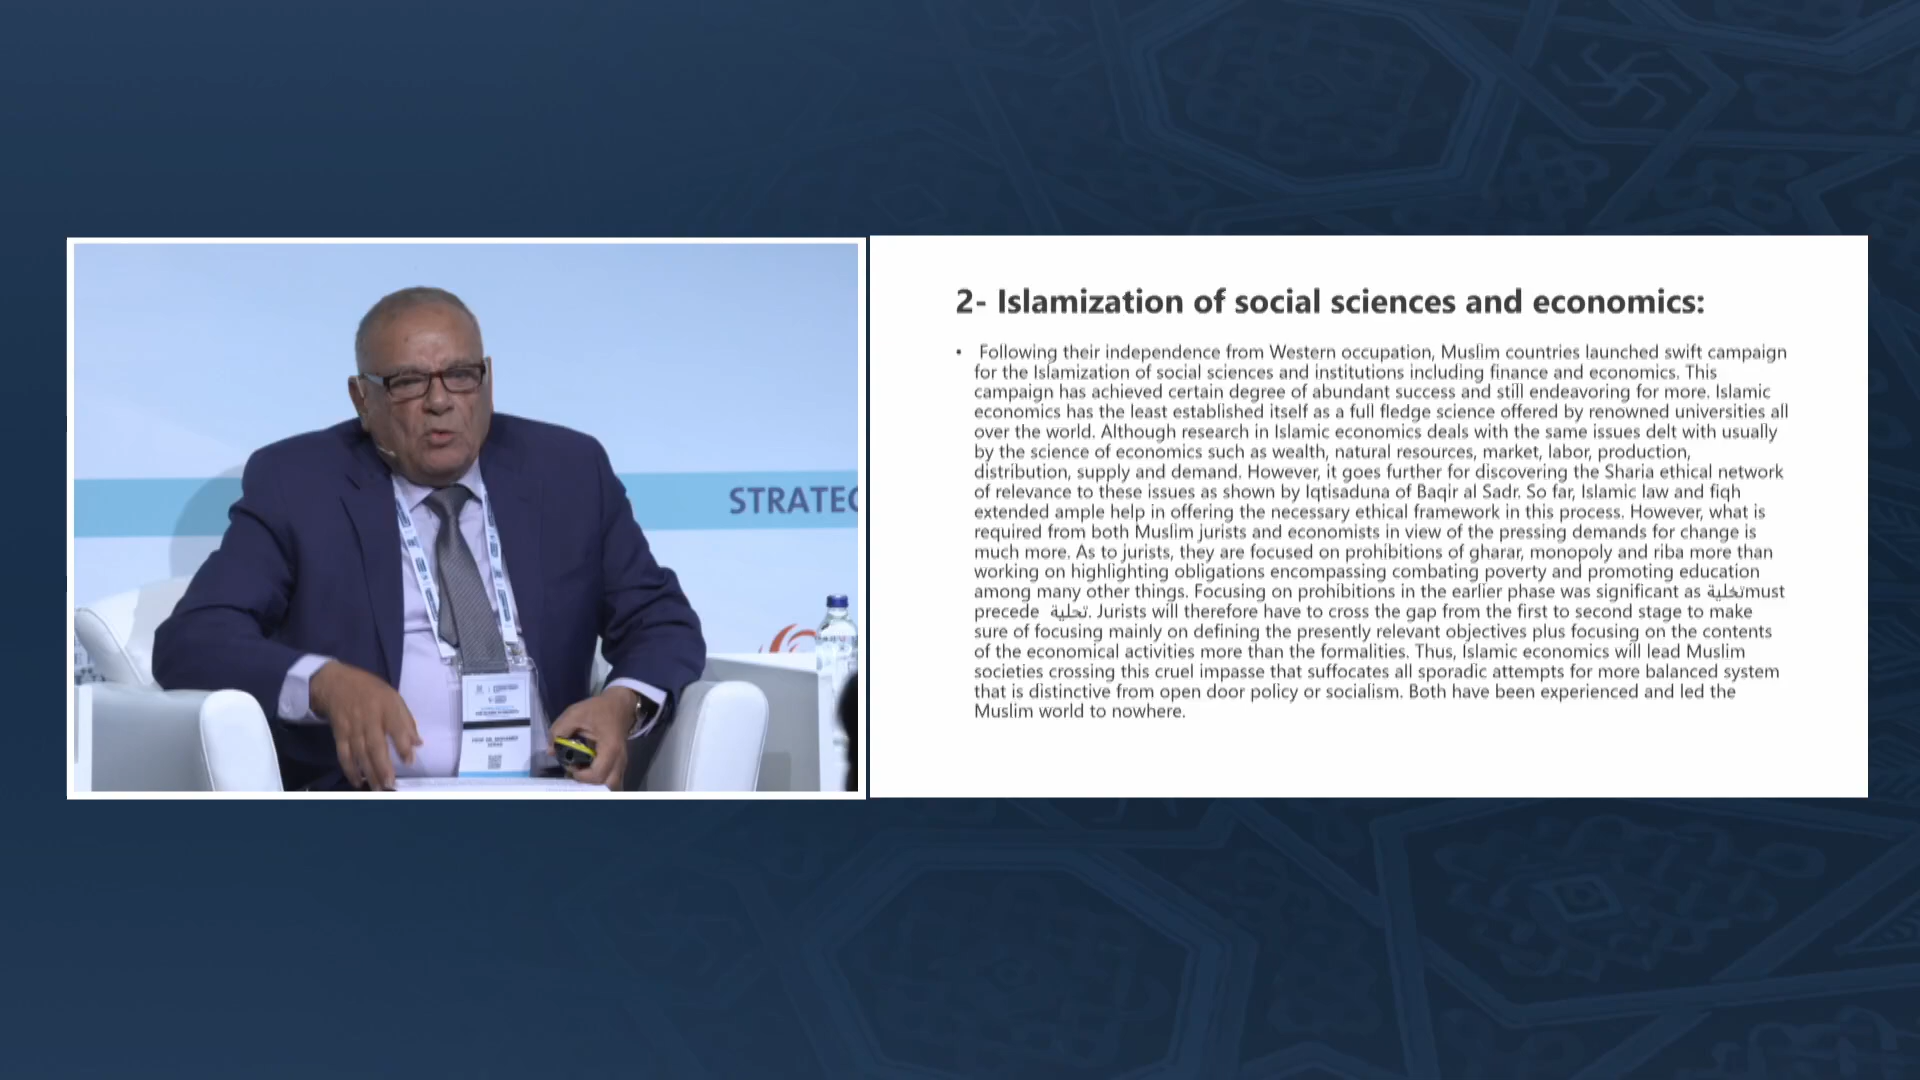 STRATEG
PROF. DR. MOHAMED
2- Islamization of social sciences and economics:
• Following their independence from Western occupation, Muslim countries launched swift campaign
for the Islamization of social sciences and institutions including finance and economics. This
campaign has achieved certain degree of abundant success and still endeavoring for more. Islamic
economics has the least established itself as a full fledge science offered by renowned universities all
over the world. Although research in Islamic economics deals with the same issues delt with usually
by the science of economics such as wealth, natural resources, market, labor, production,
distribution, supply and demand. However, it goes further for discovering the Sharia ethical network
of relevance to these issues as shown by Iqtisaduna of Baqir al Sadr. So far, Islamic law and fiqh
extended ample help in offering the necessary ethical framework in this process. However, what is
required from both Muslim jurists and economists in view of the pressing demands for change is
much more. As to jurists, they are focused on prohibitions of gharar, monopoly and riba more than
working on highlighting obligations encompassing combating poverty and promoting education
among many other things. Focusing on prohibitions in the earlier phase was significant as تخليةmust
precede تحلية. Jurists will therefore have to cross the gap from the first to second stage to make
sure of focusing mainly on defining the presently relevant objectives plus focusing on the contents
of the economical activities more than the formalities. Thus, Islamic economics will lead Muslim
societies crossing this cruel impasse that suffocates all sporadic attempts for more balanced system
that is distinctive from open door policy or socialism. Both have been experienced and led the
Muslim world to nowhere.